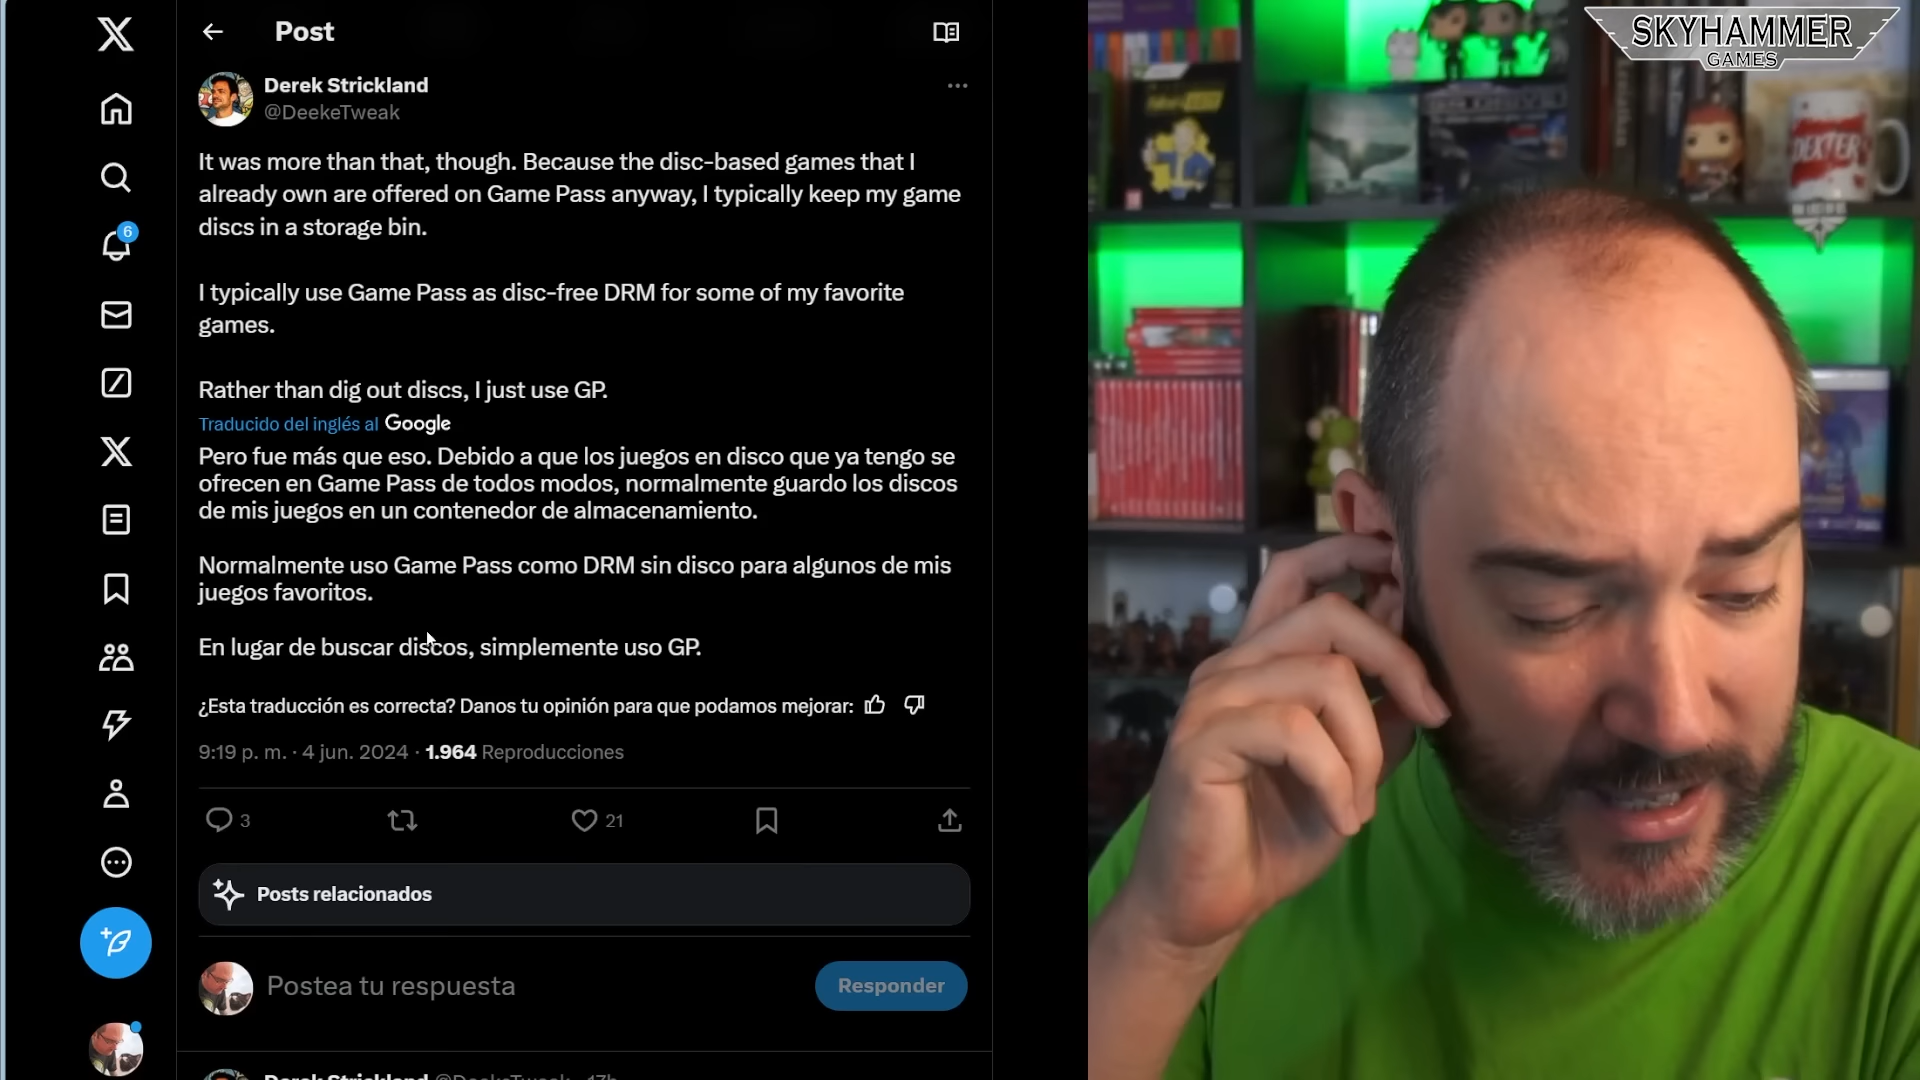 Post
Derek Strickland
@DeekeTweak
It was more than that, though. Because the disc-based games that I
already own are offered on Game Pass anyway, I typically keep my game
discs in a storage bin.
I typically use Game Pass as disc-free DRM for some of my favorite
games.
Rather than dig out discs, I just use GP.
Traducido del inglés al Google
Pero fue más que eso. Debido a que los juegos en disco que ya tengo se
ofrecen en Game Pass de todos modos, normalmente guardo los discos
de mis juegos en un contenedor de almacenamiento.
Normalmente uso Game Pass como DRM sin disco para algunos de mis
juegos favoritos.
En lugar de buscar discos, simplemente uso GP.
¿Esta traducción es correcta? Danos tu opinión para que podamos mejorar:
9:19 p. m. · 4 jun. 2024 · 1.964 Reproducciones
3
21
Posts relacionados
Postea tu respuesta
Responder
Derek Strickland @DeekeTweak · 17h
6
SKYHAMMER
GAMES
DEXTER